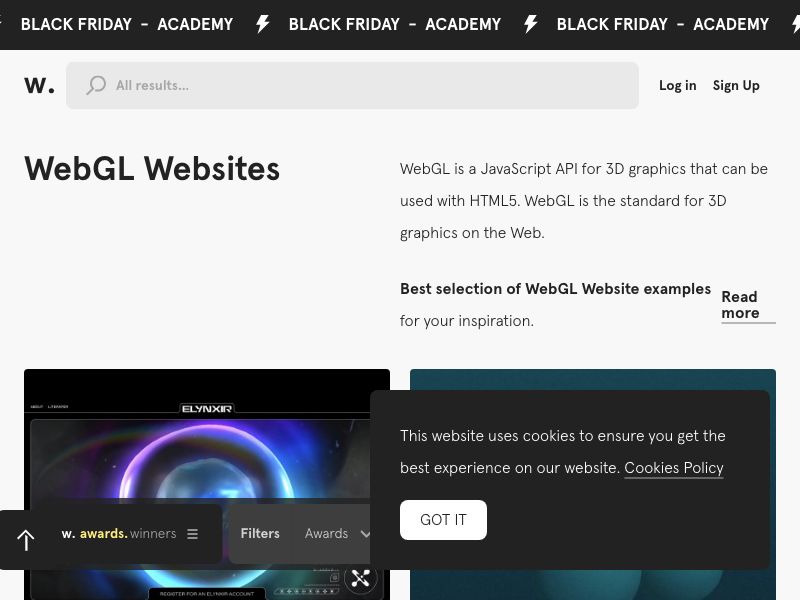 BLACK FRIDAY - ACADEMY BLACK FRIDAY - ACADEMY BLACK FRIDAY - ACADEMY
w. All results... Log in Sign Up
WebGL Websites
WebGL is a JavaScript API for 3D graphics that can be
used with HTML5. WebGL is the standard for 3D
graphics on the Web.
Best selection of WebGL Website examples
for your inspiration.
Read
more
ABOUT LITEPAPER
ELYNXIR
This website uses cookies to ensure you get the
best experience on our website. Cookies Policy
GOT IT
w. awards.winners
Filters Awards
REGISTER FOR AN ELYNXIR ACCOUNT